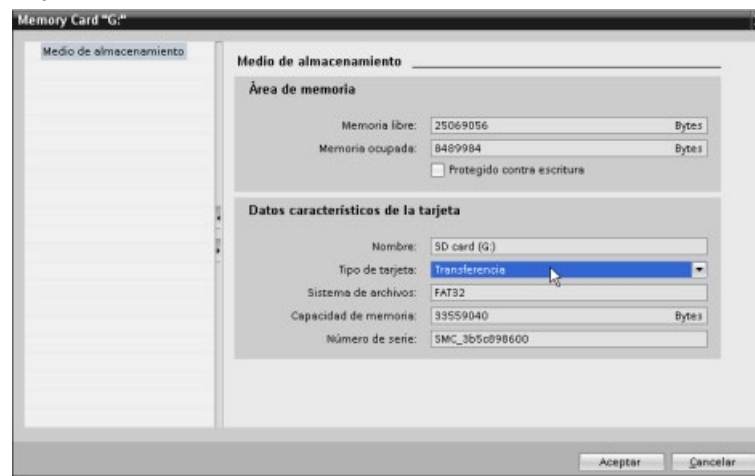 Memory Card "G:"
Medio de almacenamiento
Medio de almacenamiento
Área de memoria
Memoria libre: 25069056 Bytes
Memoria ocupada: 8489984 Bytes
Protegido contra escritura
Datos característicos de la tarjeta
Nombre: SD card (G:)
Tipo de tarjeta: Transferencia
Sistema de archivos: FAT32
Capacidad de memoria: 33559040 Bytes
Número de serie: SMC_3b5c898600
Aceptar Cancelar